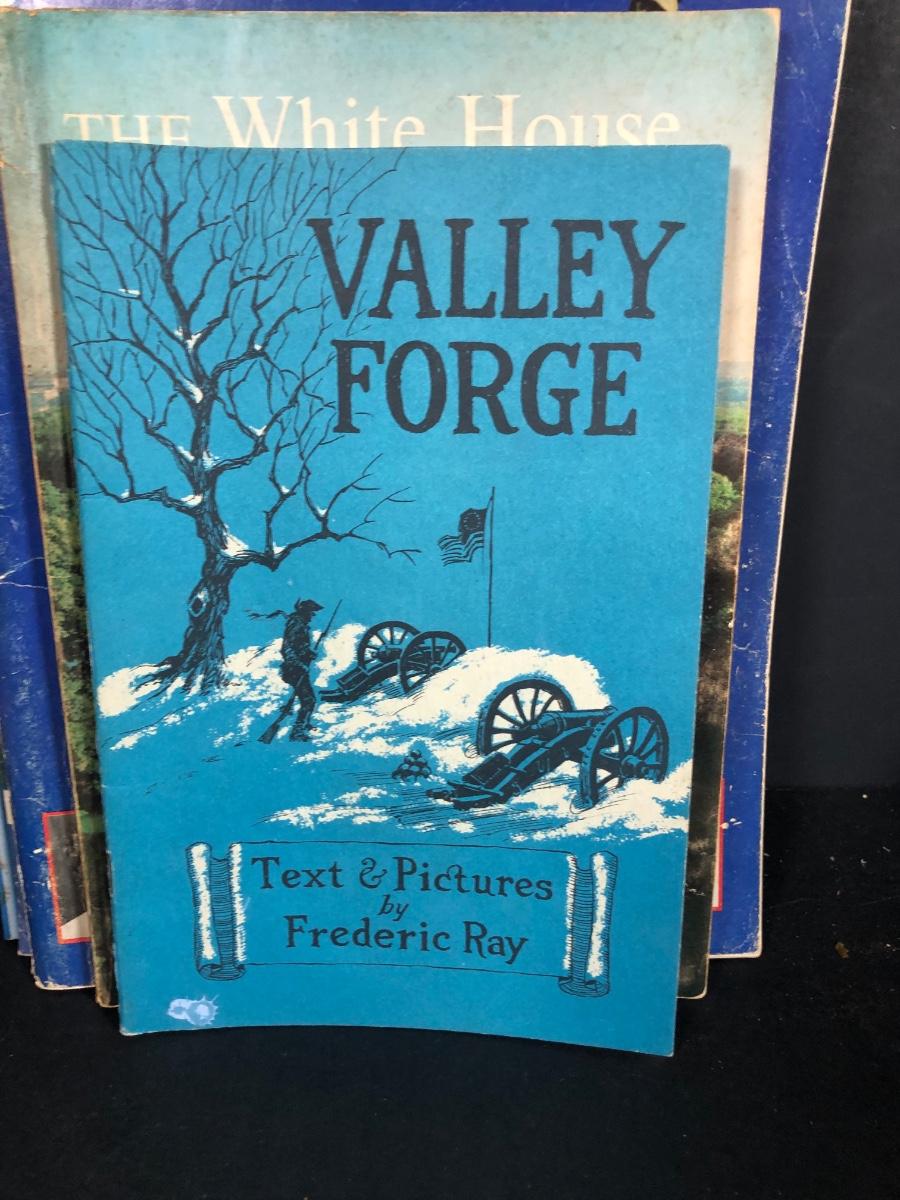 THE White House
VALLEY
FORGE
Text & Pictures
by
Frederic Ray